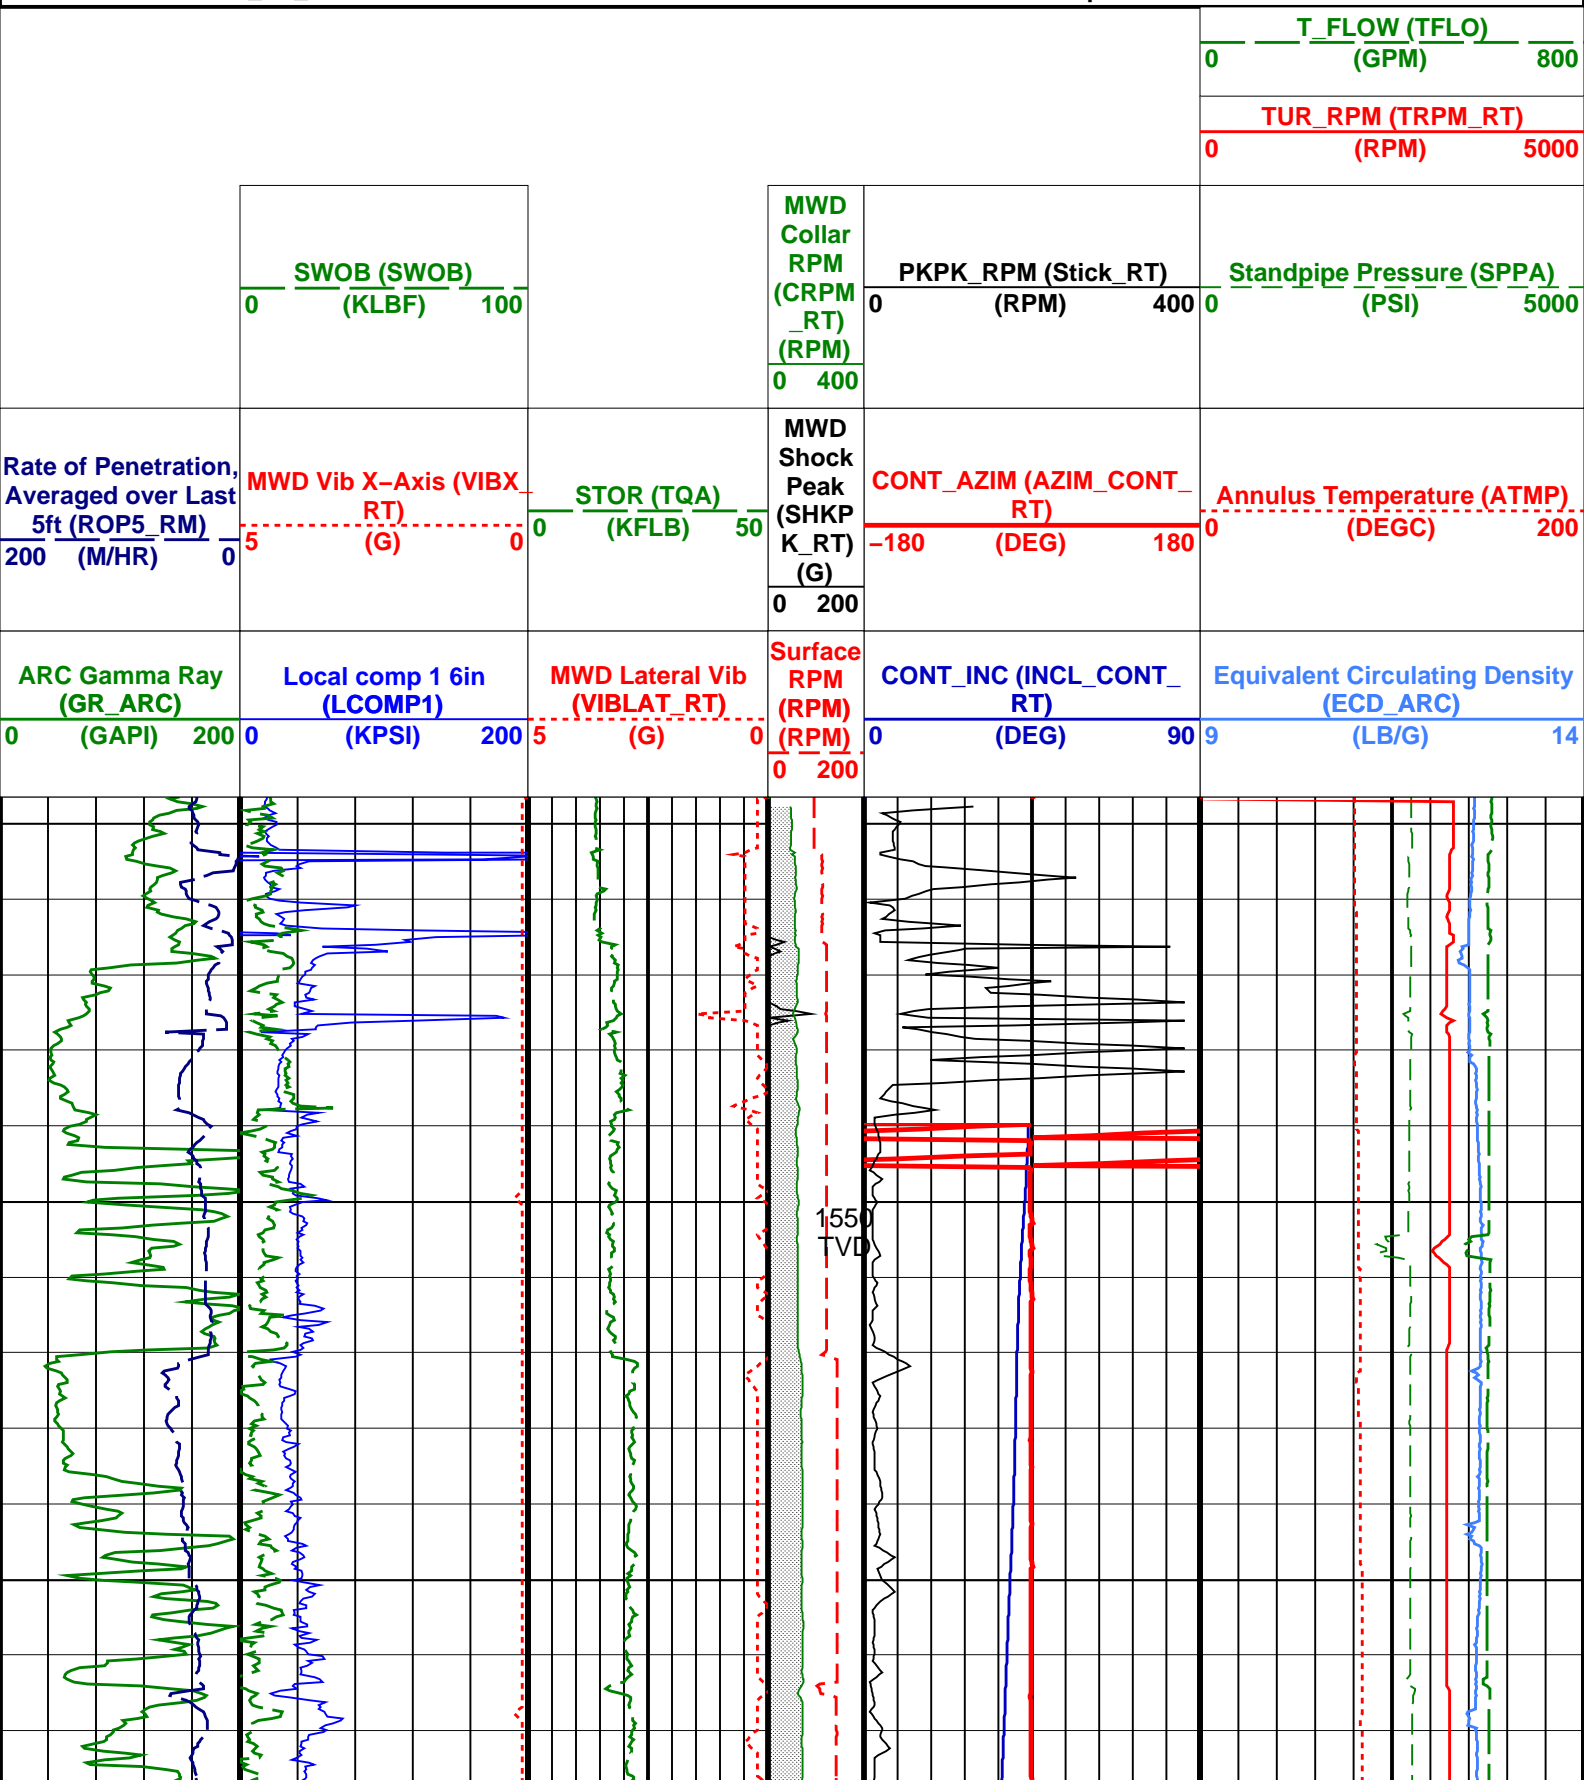 T_FLOW (TFLO)
0 (GPM) 800
TUR_RPM (TRPM_RT)
0 (RPM) 5000
SWOB (SWOB)
0 (KLBF) 100
MWD
Collar
RPM
(CRPM
_RT)
(RPM)
0 400
PKPK_RPM (Stick_RT)
0 (RPM) 400
Standpipe Pressure (SPPA)
0 (PSI) 5000
Rate of Penetration,
Averaged over Last
5ft (ROP5_RM)
200 (M/HR) 0
MWD Vib X−Axis (VIBX_
RT)
5 (G) 0
STOR (TQA)
0 (KFLB) 50
MWD
Shock
Peak
(SHKP
K_RT)
(G)
0 200
CONT_AZIM (AZIM_CONT_
RT)
−180 (DEG) 180
Annulus Temperature (ATMP)
0 (DEGC) 200
ARC Gamma Ray
(GR_ARC)
0 (GAPI) 200
Local comp 1 6in
(LCOMP1)
0 (KPSI) 200
MWD Lateral Vib
(VIBLAT_RT)
5 (G) 0
Surface
RPM
(RPM)
(RPM)
0 200
CONT_INC (INCL_CONT_
RT)
0 (DEG) 90
Equivalent Circulating Density
(ECD_ARC)
9 (LB/G) 14
1550
TVD